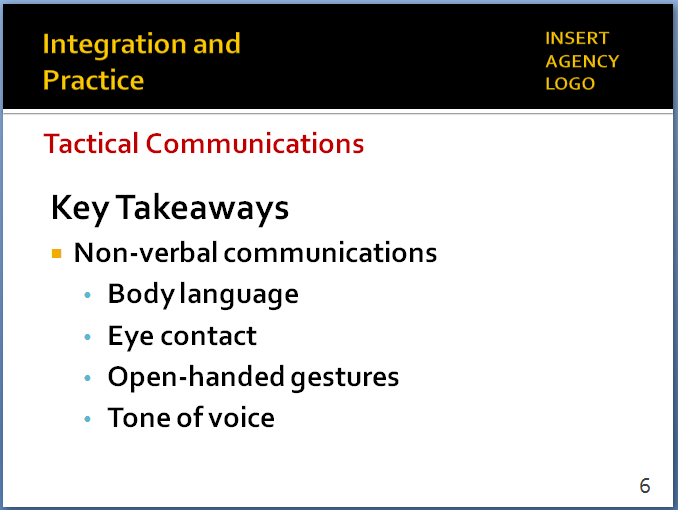 Integration and
Practice
INSERT
AGENCY
LOGO
Tactical Communications
Key Takeaways
Non-verbal communications
Body language
Eye contact
Open-handed gestures
Tone of voice
6